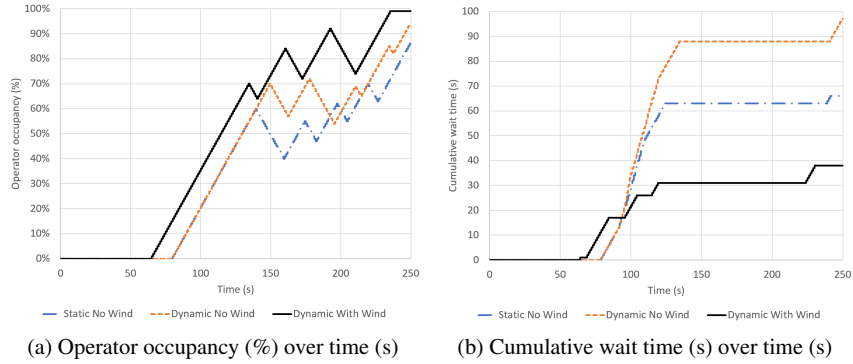 100%
90%
80%
70%
60%
50%
40%
30%
20%
10%
0%
Operator occupancy (%)
0
50
100
150
200
250
Time (s)
Static No Wind
Dynamic No Wind
Dynamic With Wind
(a) Operator occupancy (%) over time (s)
100
90
80
70
60
50
40
30
20
10
0
Cumulative wait time (s)
0
50
100
150
200
250
Time (s)
Static No Wind
Dynamic No Wind
Dynamic With Wind
(b) Cumulative wait time (s) over time (s)